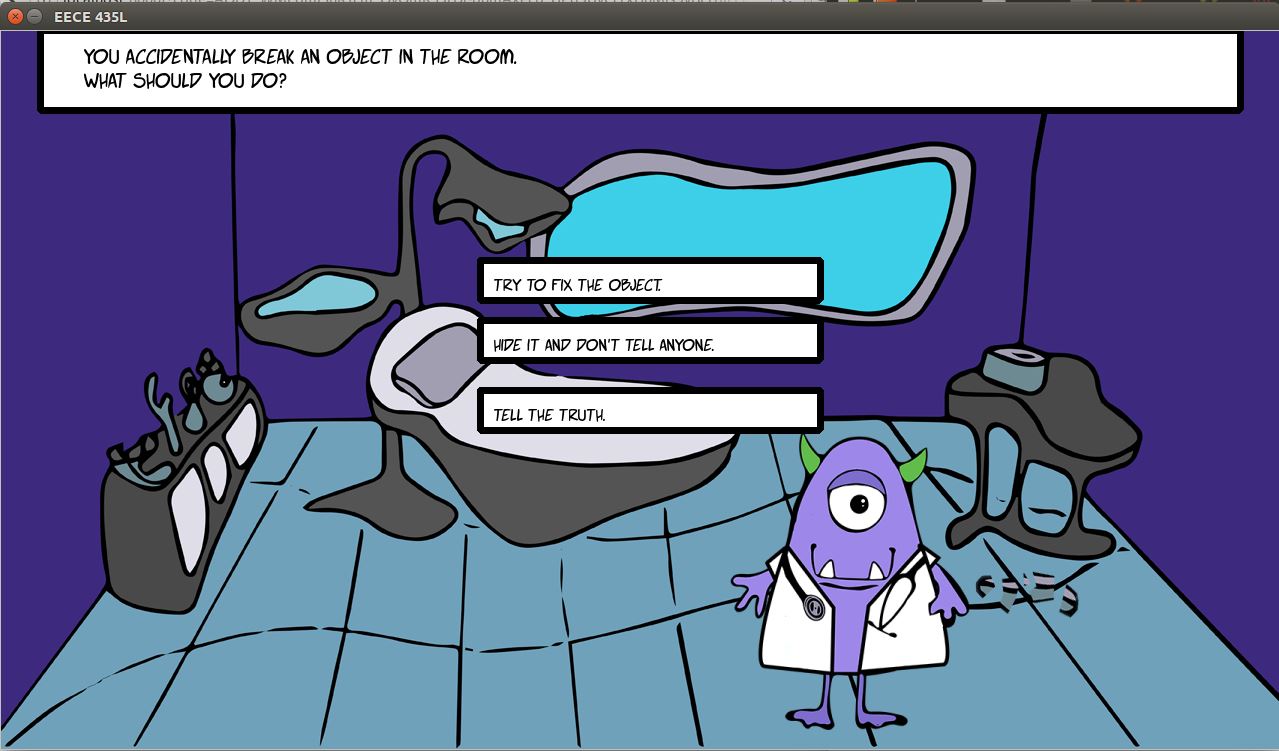 EECE 435L
YOU ACCIDENTALLY BREAK AN OBJECT IN THE ROOM.
WHAT SHOULD YOU DO?
TRY TO FIX THE OBJECT.
HIDE IT AND DON'T TELL ANYONE.
TELL THE TRUTH.